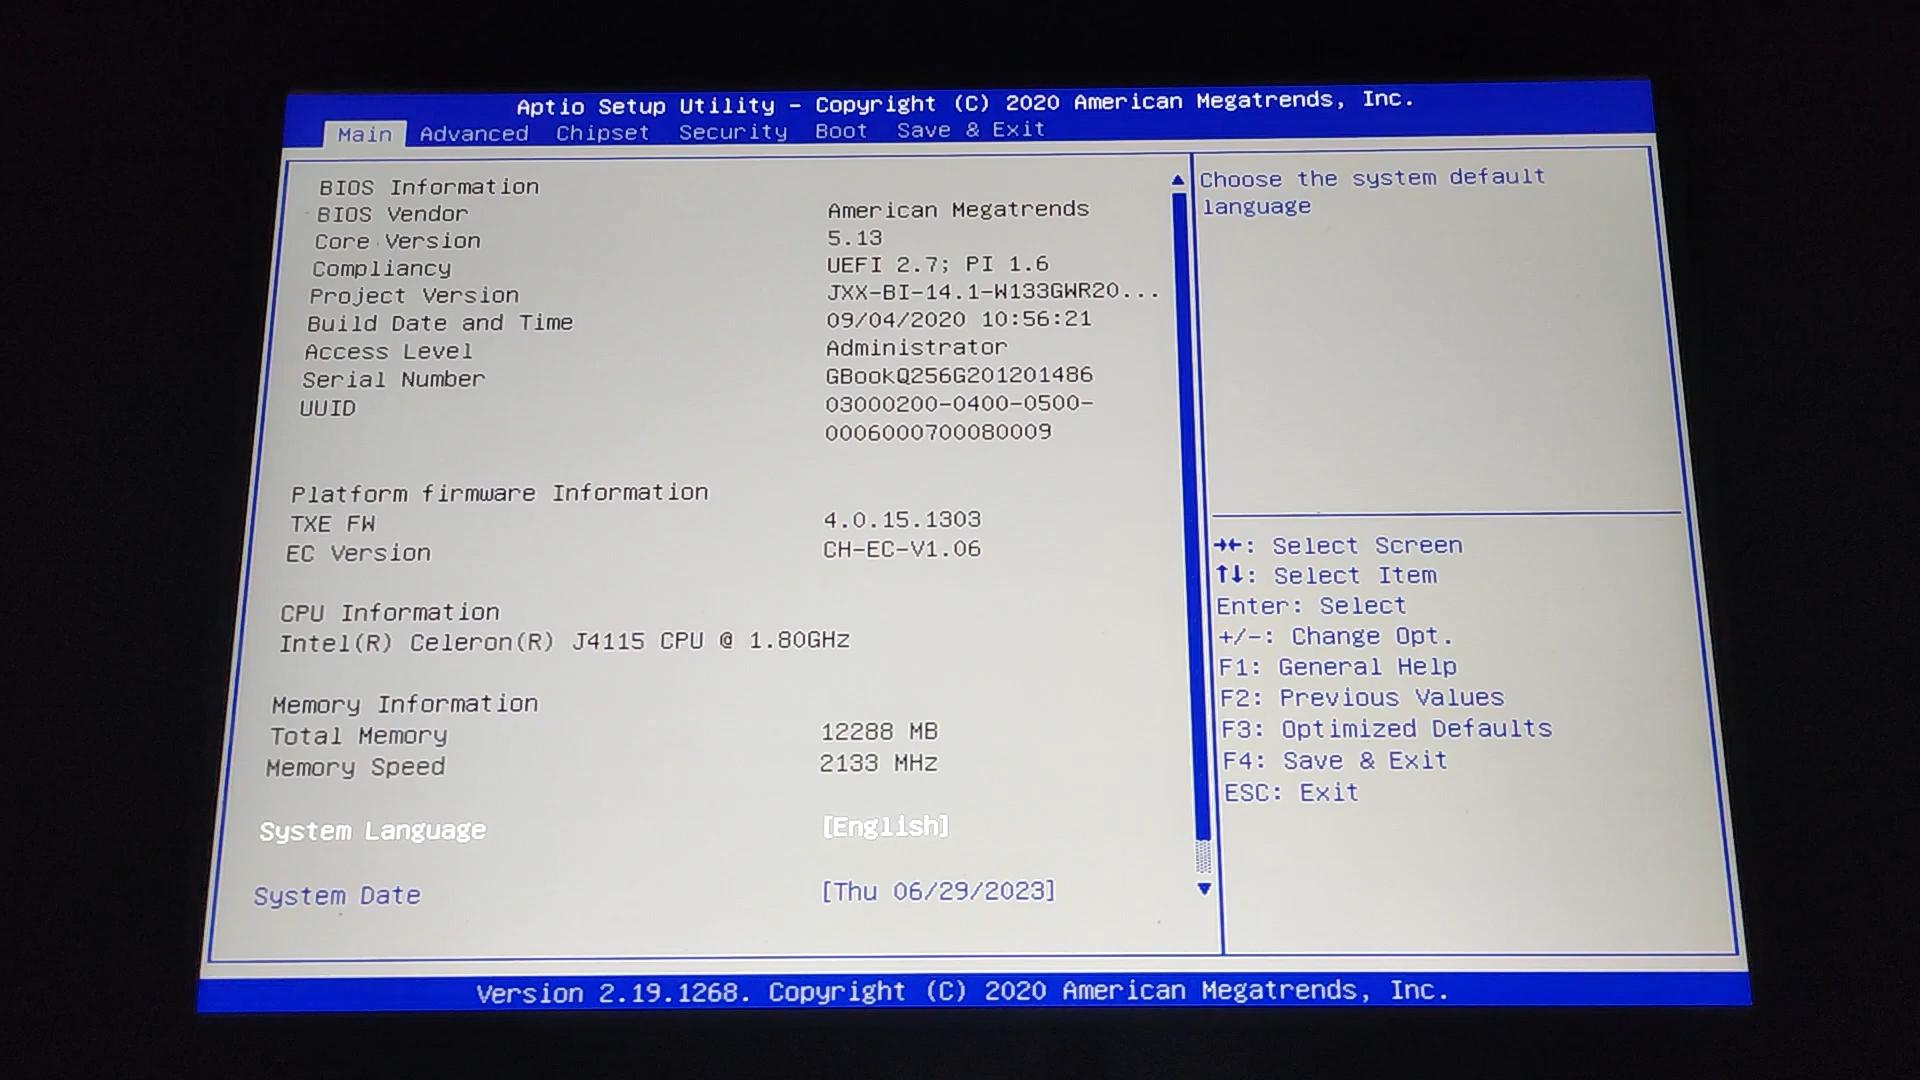 Aptio Setup Utility - Copyright (C) 2020 American Megatrends, Inc.
Main Advanced Chipset Security Boot Save & Exit
BIOS Information
BIOS Vendor American Megatrends
Core Version 5.13
Compliancy UEFI 2.7; PI 1.6
Project Version JXX-BI-14.1-W133GWR20...
Build Date and Time 09/04/2020 10:56:21
Access Level Administrator
Serial Number GBookQ256G201201486
UUID 03000200-0400-0500-
0006000700080009
Platform firmware Information
TXE FW 4.0.15.1303
EC Version CH-EC-V1.06
CPU Information
Intel(R) Celeron(R) J4115 CPU @ 1.80GHz
Memory Information
Total Memory 12288 MB
Memory Speed 2133 MHz
System Language [English]
System Date [Thu 06/29/2023]
Choose the system default
language
→←: Select Screen
↑↓: Select Item
Enter: Select
+/-: Change Opt.
F1: General Help
F2: Previous Values
F3: Optimized Defaults
F4: Save & Exit
ESC: Exit
Version 2.19.1268. Copyright (C) 2020 American Megatrends, Inc.